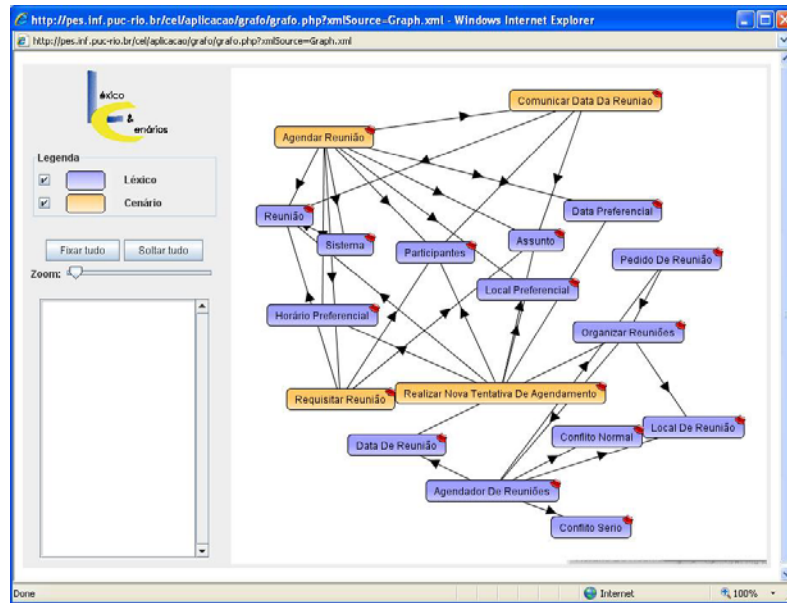 http://pes.inf.puc-rio.br/cel/aplicacao/grafo/grafo.php?xmlSource=Graph.xml - Windows Internet Explorer
http://pes.inf.puc-rio.br/cel/aplicacao/grafo/grafo.php?xmlSource=Graph.xml
éxico
&
enários
Legenda
Léxico
Cenário
Fixar tudo Soltar tudo
Zoom:
Comunicar Data Da Reuniao
Agendar Reunião
Reunião
Data Preferencial
Sistema
Participantes
Assunto
Pedido De Reunião
Local Preferencial
Horário Preferencial
Organizar Reuniões
Requisitar Reunião
Realizar Nova Tentativa De Agendamento
Data De Reunião
Conflito Normal
Local De Reunião
Agendador De Reuniões
Conflito Serio
Done
Internet
100%